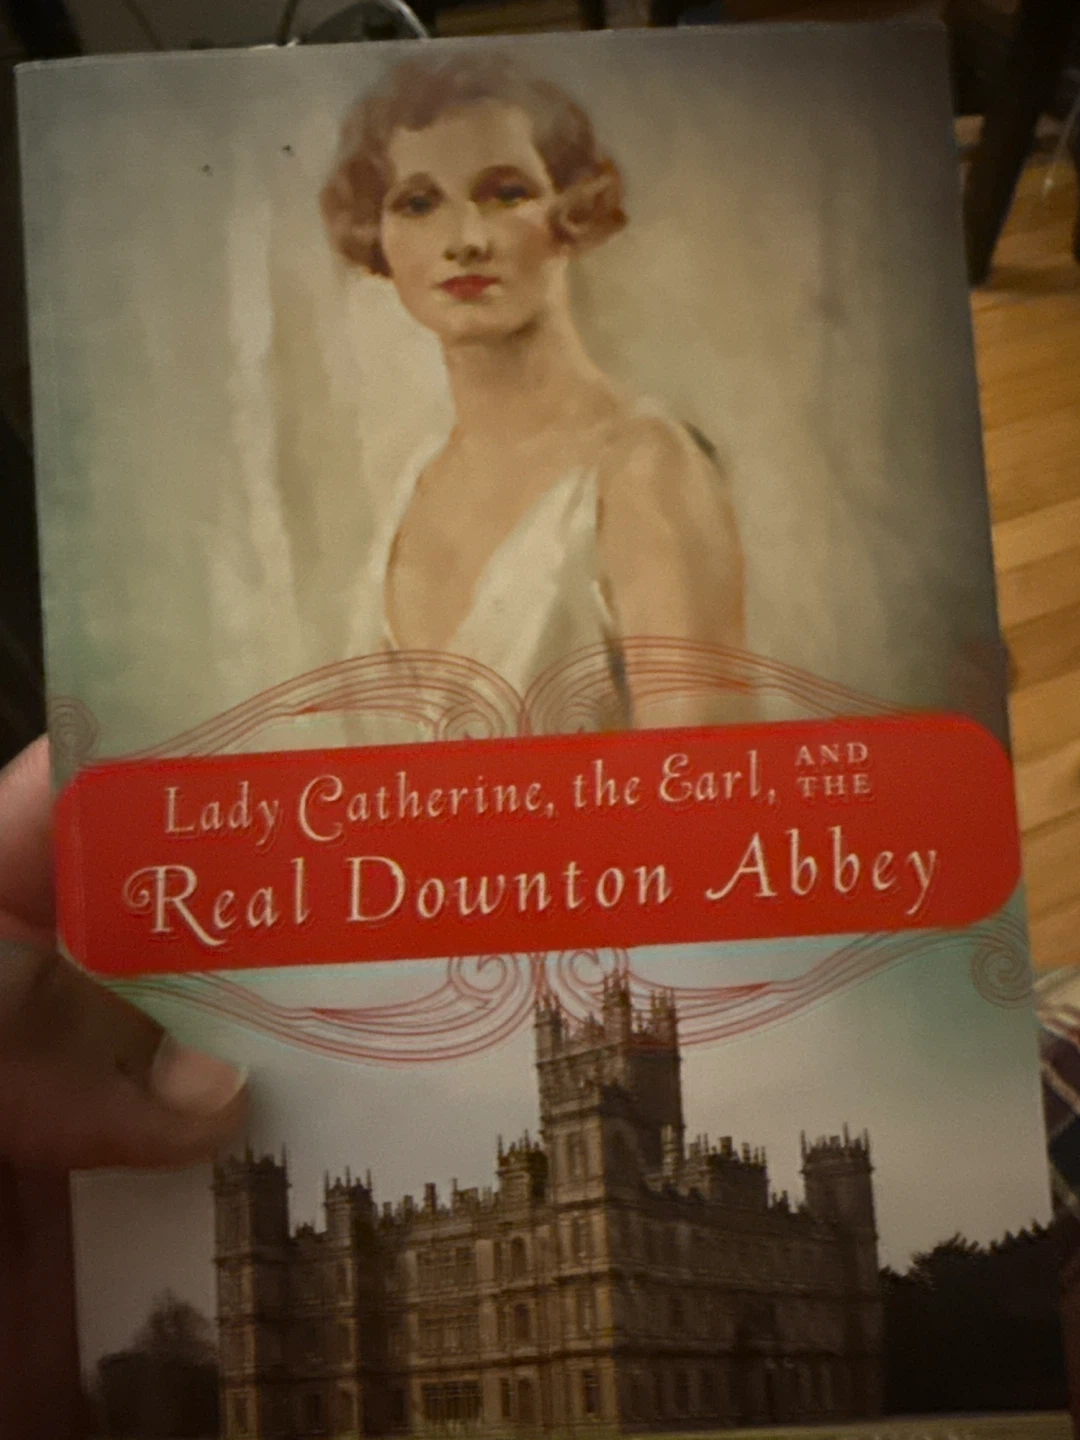 Lady Catherine, the Earl, AND THE
Real Downton Abbey